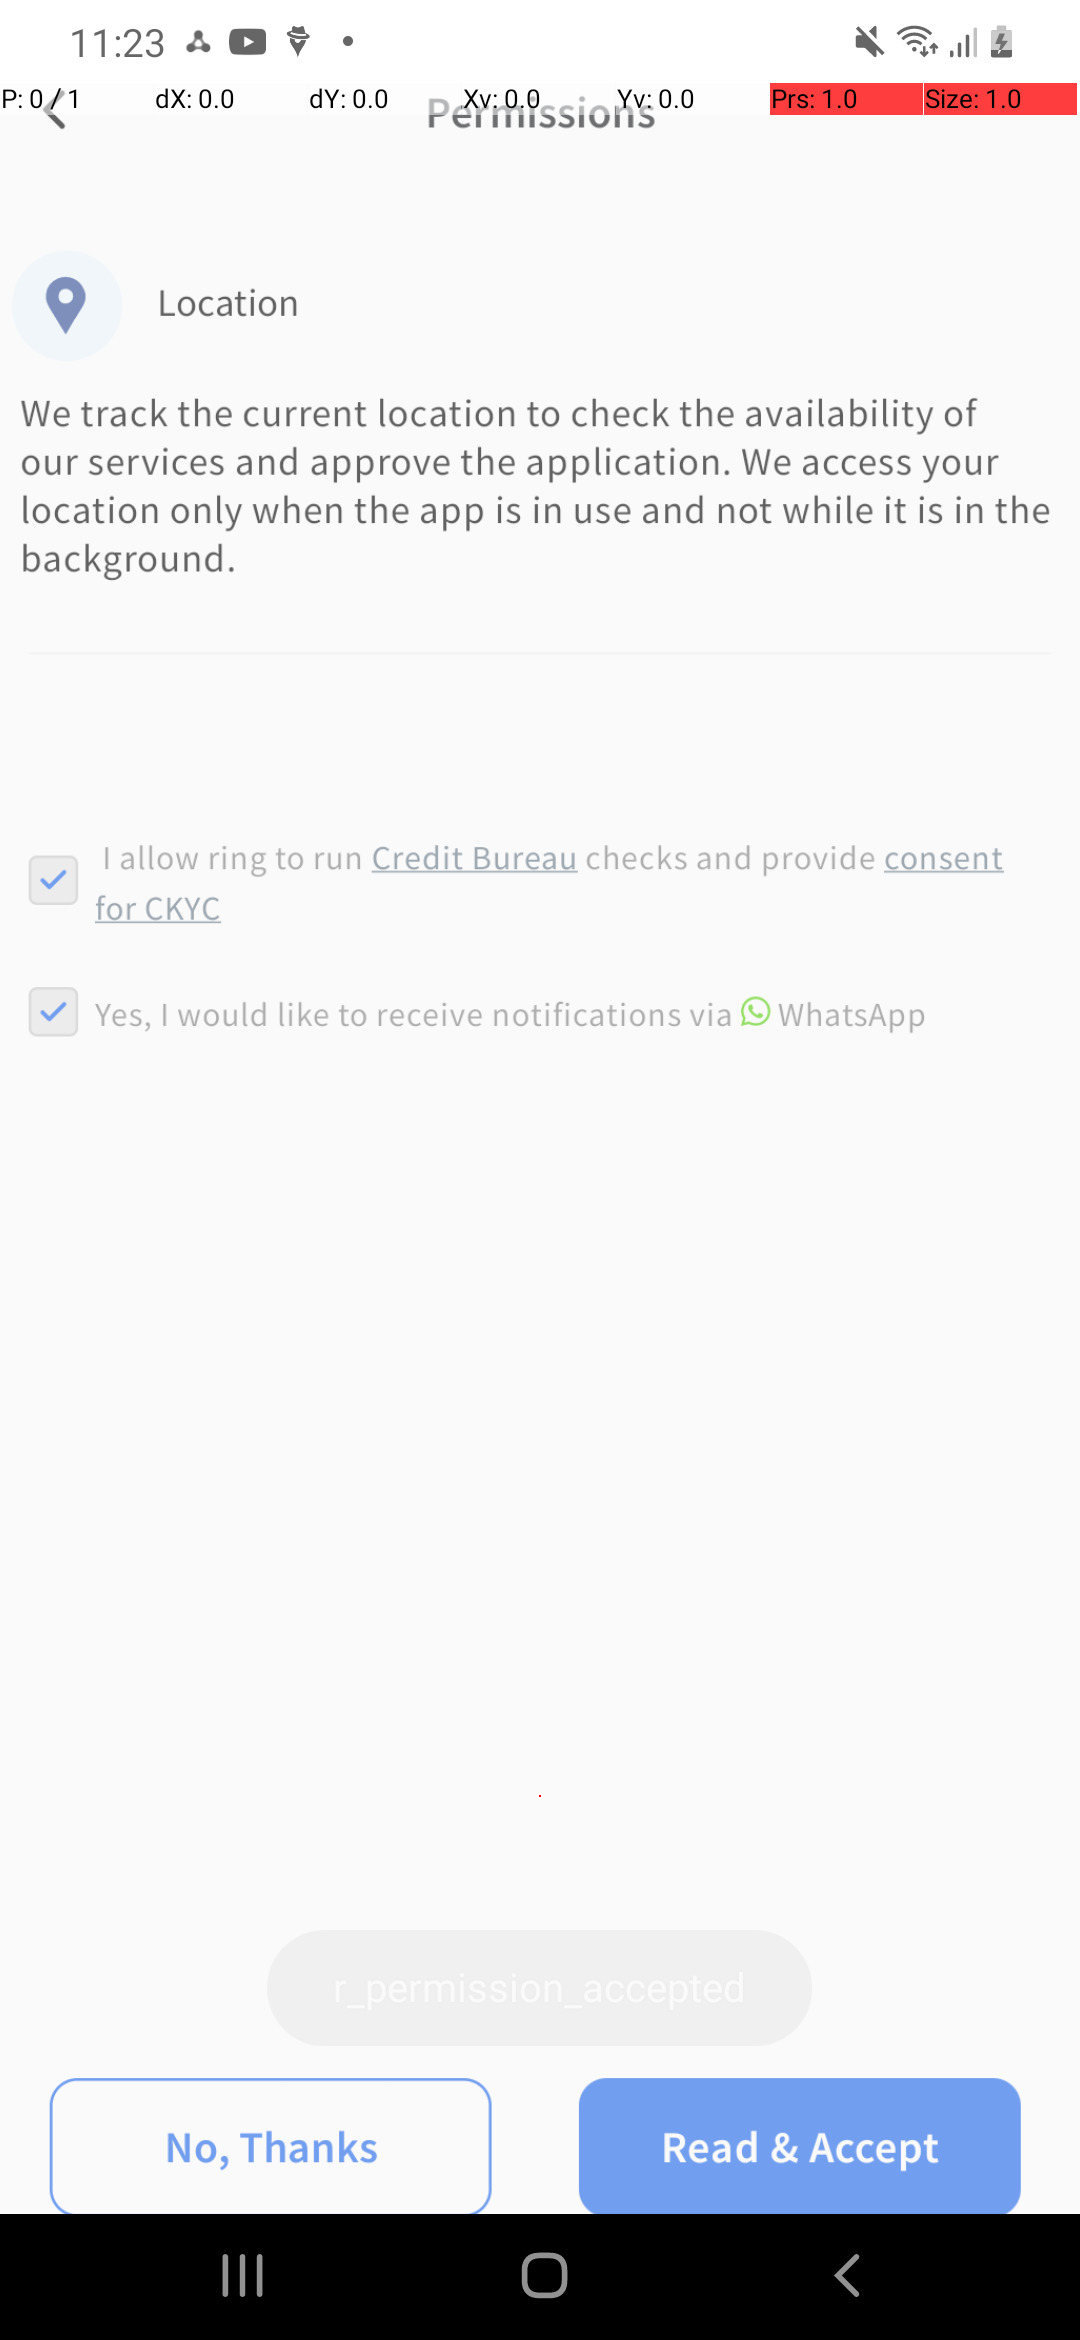 11:23
P: 0 / 1 dX: 0.0 dY: 0.0 Xv: 0.0 Yv: 0.0 Prs: 1.0 Size: 1.0
Permissions
Location
We track the current location to check the availability of
our services and approve the application. We access your
location only when the app is in use and not while it is in the
background.
I allow ring to run Credit Bureau checks and provide consent
for CKYC
Yes, I would like to receive notifications via WhatsApp
r_permission_accepted
No, Thanks
Read & Accept